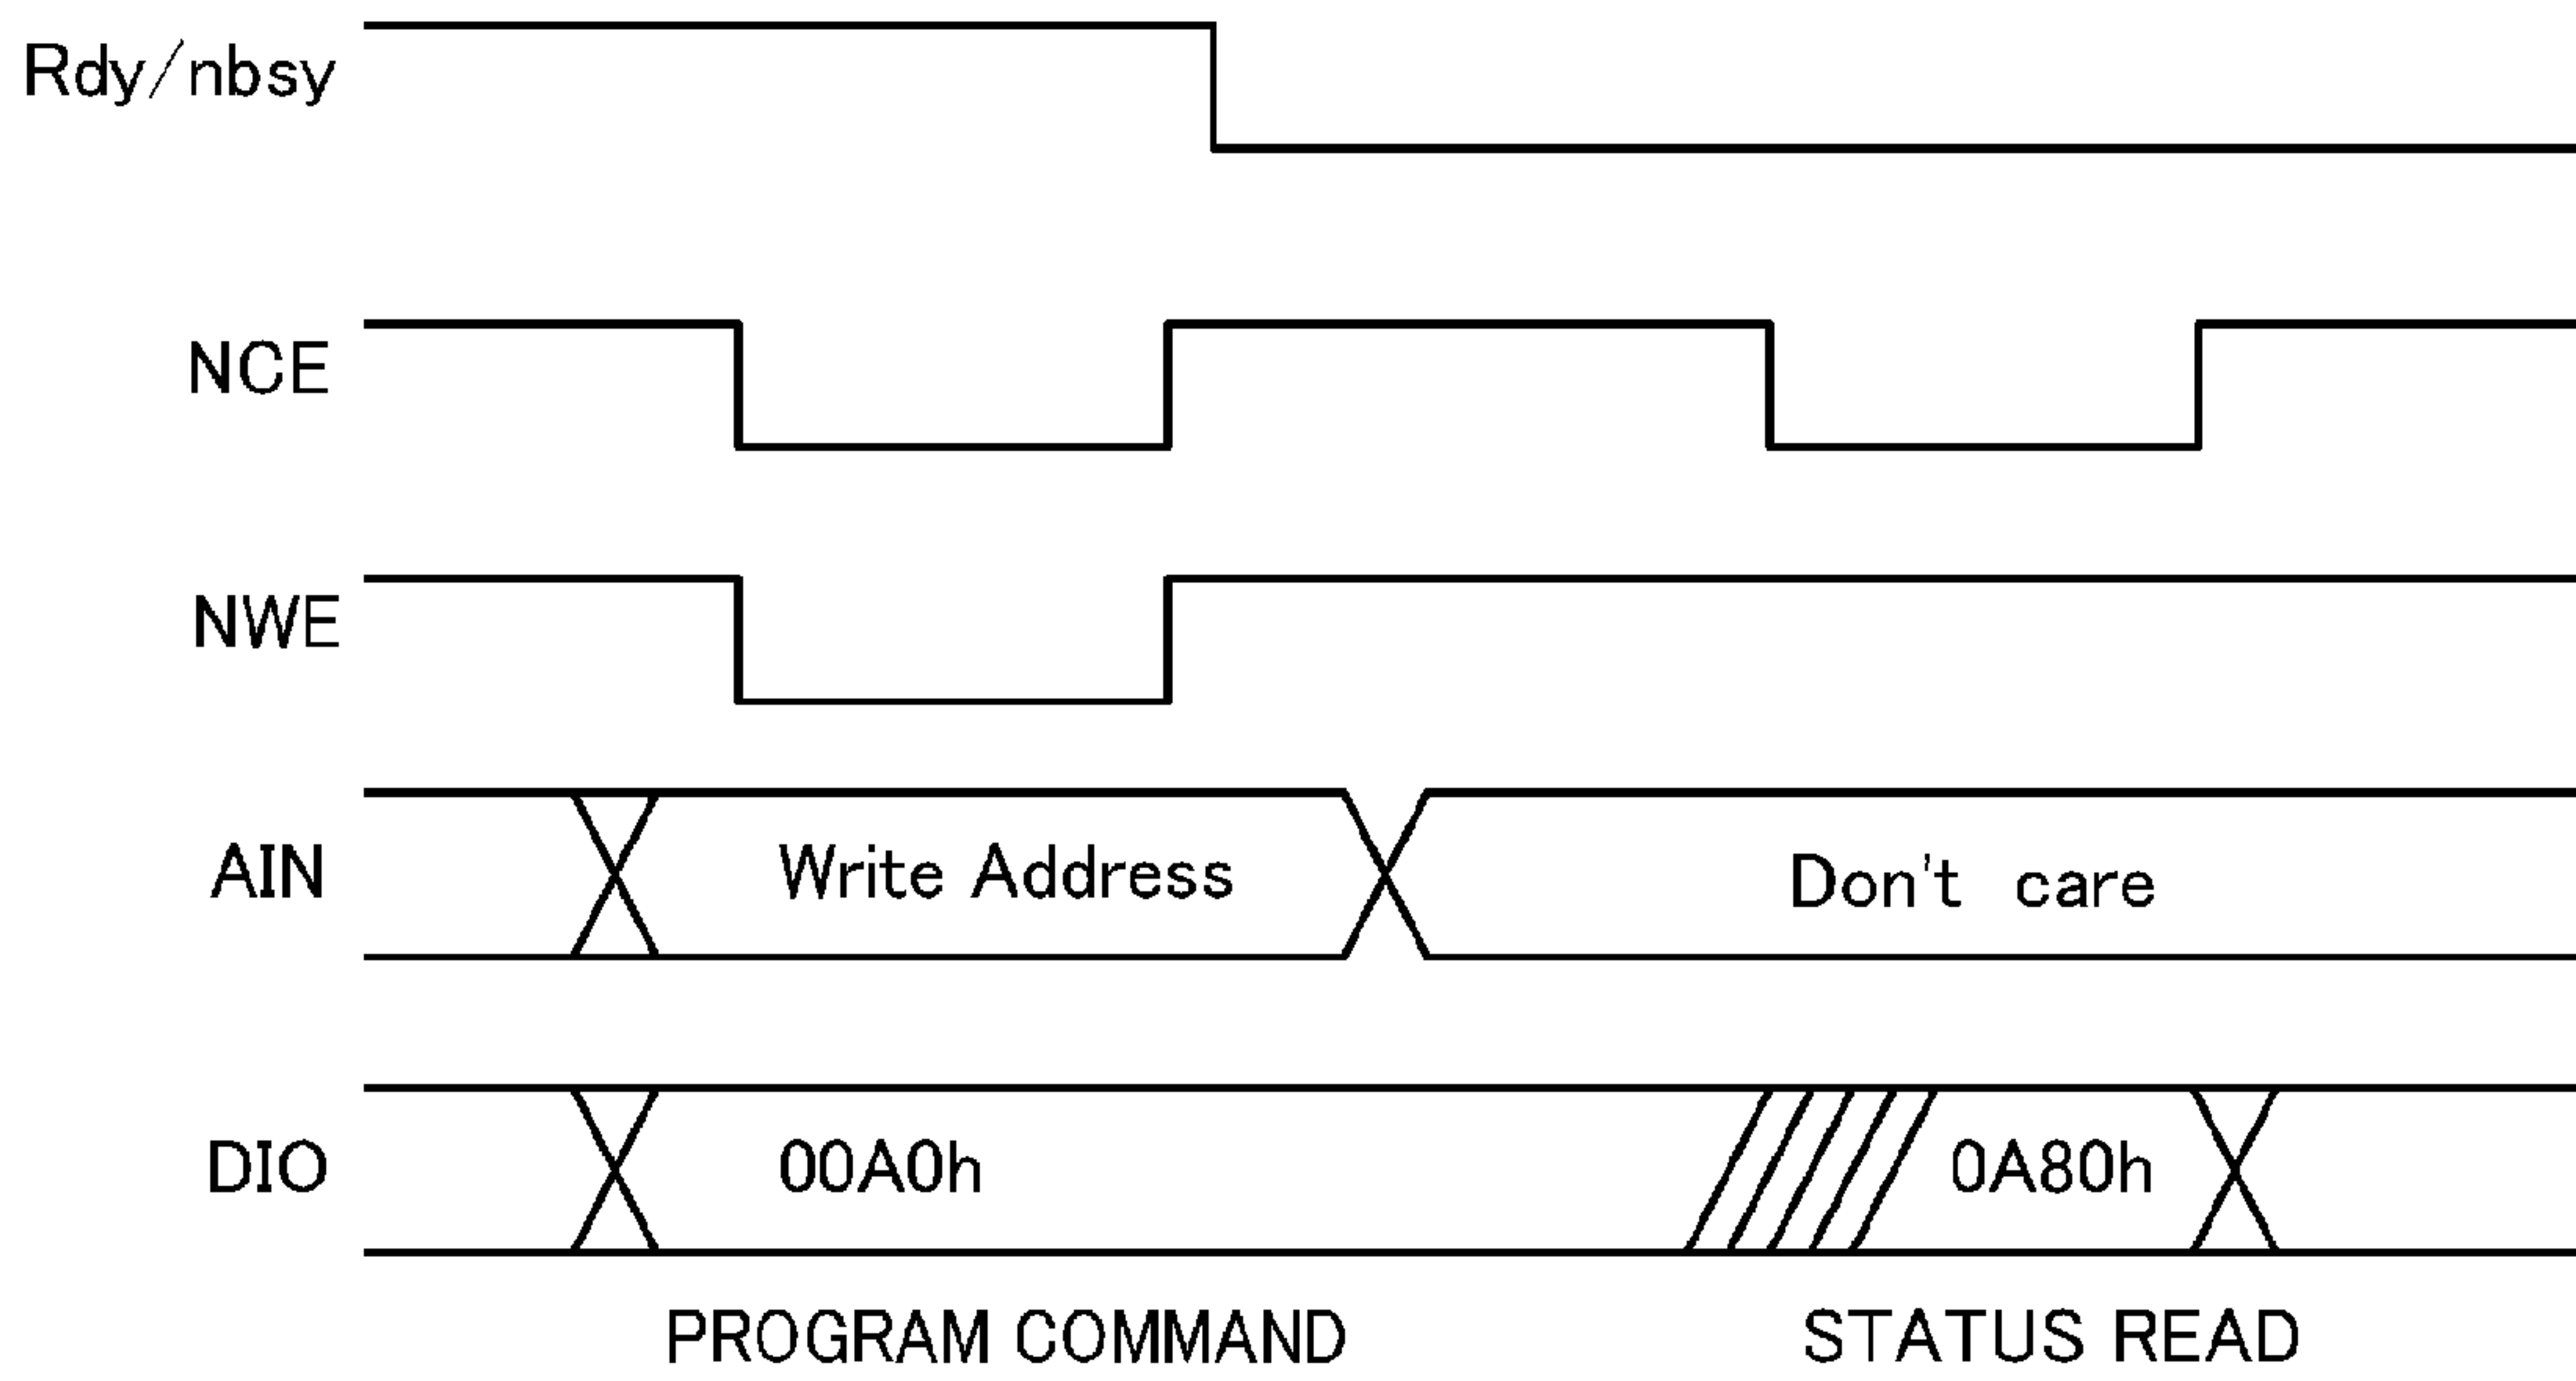 Rdy/nbsy
NCE
NWE
AIN Write Address Don't care
DIO 00A0h 0A80h
PROGRAM COMMAND STATUS READ